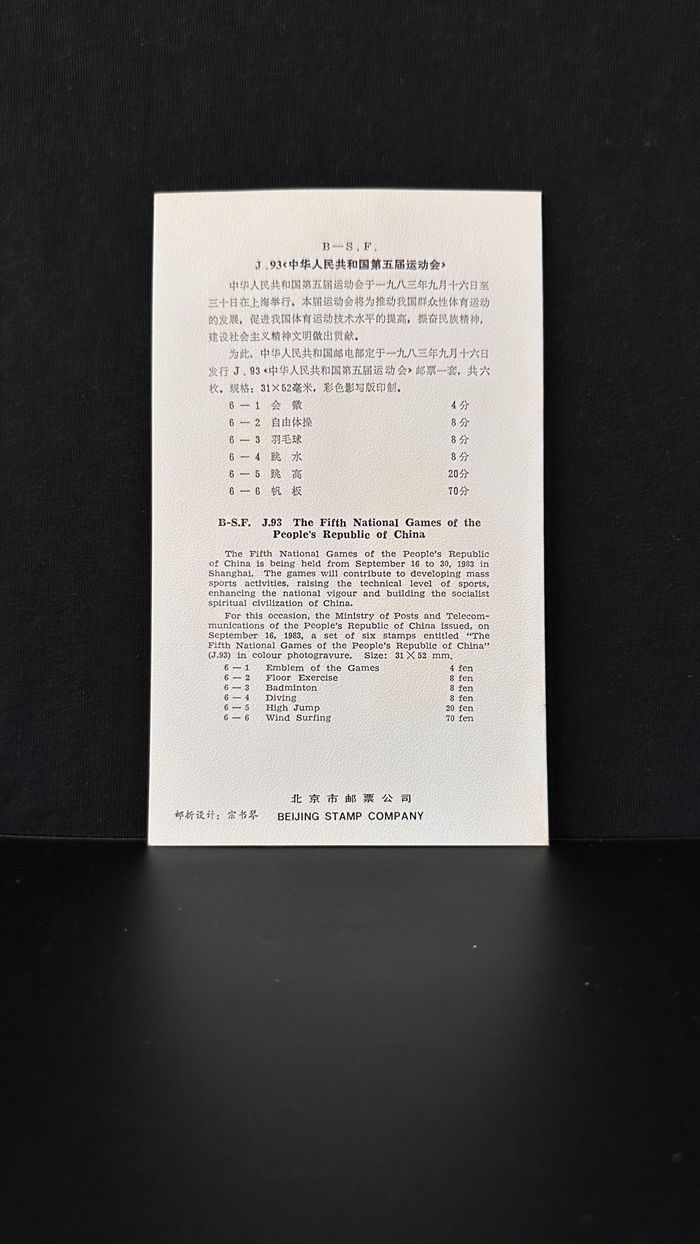 B—S.F.
J.93《中华人民共和国第五届运动会》
中华人民共和国第五届运动会于一九八三年九月十六日至
三十日在上海举行。本届运动会将为推动我国群众性体育运动
的发展，促进我国体育运动技术水平的提高，振奋民族精神，
建设社会主义精神文明做出贡献。
为此，中华人民共和国邮电部定于一九八三年九月十六日
发行J.93《中华人民共和国第五届运动会》邮票一套，共六
枚。规格：31×52毫米，彩色影写版印制。
6—1 会 徽 4分
6—2 自由体操 8分
6—3 羽毛球 8分
6—4 跳 水 8分
6—5 跳 高 20分
6—6 帆 板 70分
B-S.F. J.93 The Fifth National Games of the
People's Republic of China
The Fifth National Games of the People's Republic
of China is being held from September 16 to 30, 1983 in
Shanghai. The games will contribute to developing mass
sports activities, raising the technical level of sports,
enhancing the national vigour and building the socialist
spiritual civilization of China.
For this occasion, the Ministry of Posts and Telecom-
munications of the People's Republic of China issued, on
September 16, 1983, a set of six stamps entitled "The
Fifth National Games of the People's Republic of China"
(J.93) in colour photogravure. Size: 31×52 mm.
6—1 Emblem of the Games 4 fen
6—2 Floor Exercise 8 fen
6—3 Badminton 8 fen
6—4 Diving 8 fen
6—5 High Jump 20 fen
6—6 Wind Surfing 70 fen
北京市邮票公司
邮折设计：宗书琴 BEIJING STAMP COMPANY